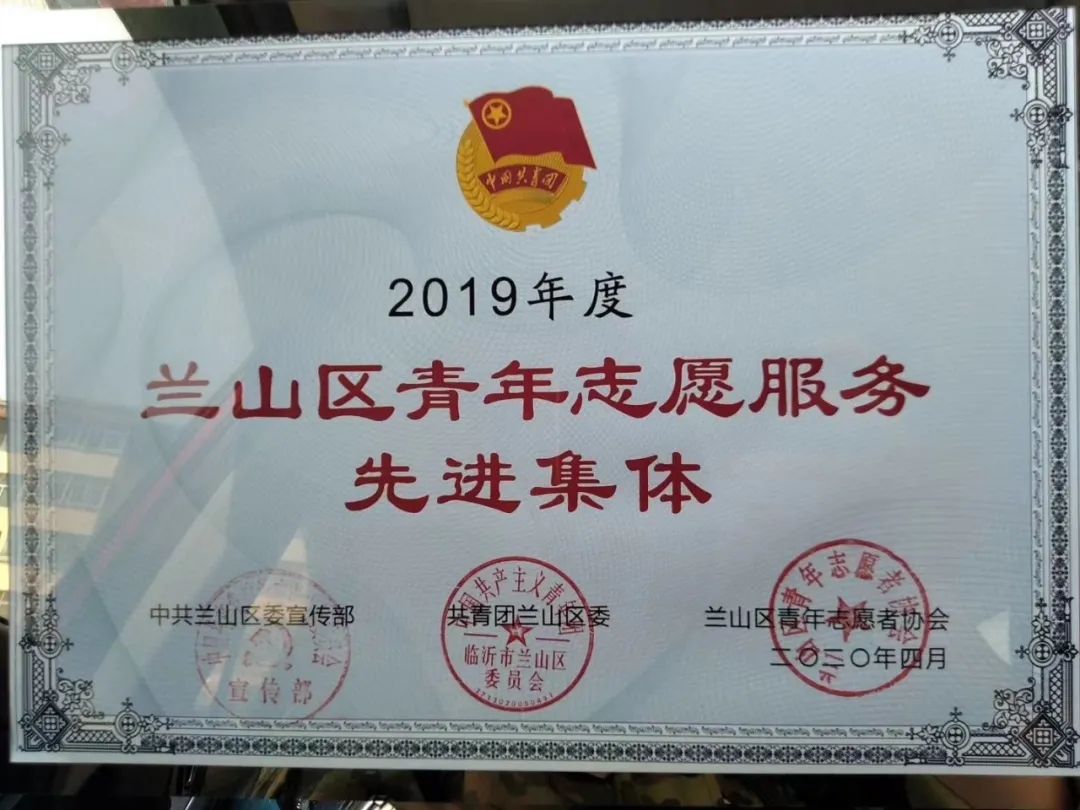 中国共青团
2019年度
兰山区青年志愿服务
先进集体
中共兰山区委宣传部
共青团兰山区委
兰山区青年志愿者协会
二〇二〇年四月
宣传部
临沂市兰山区
委员会